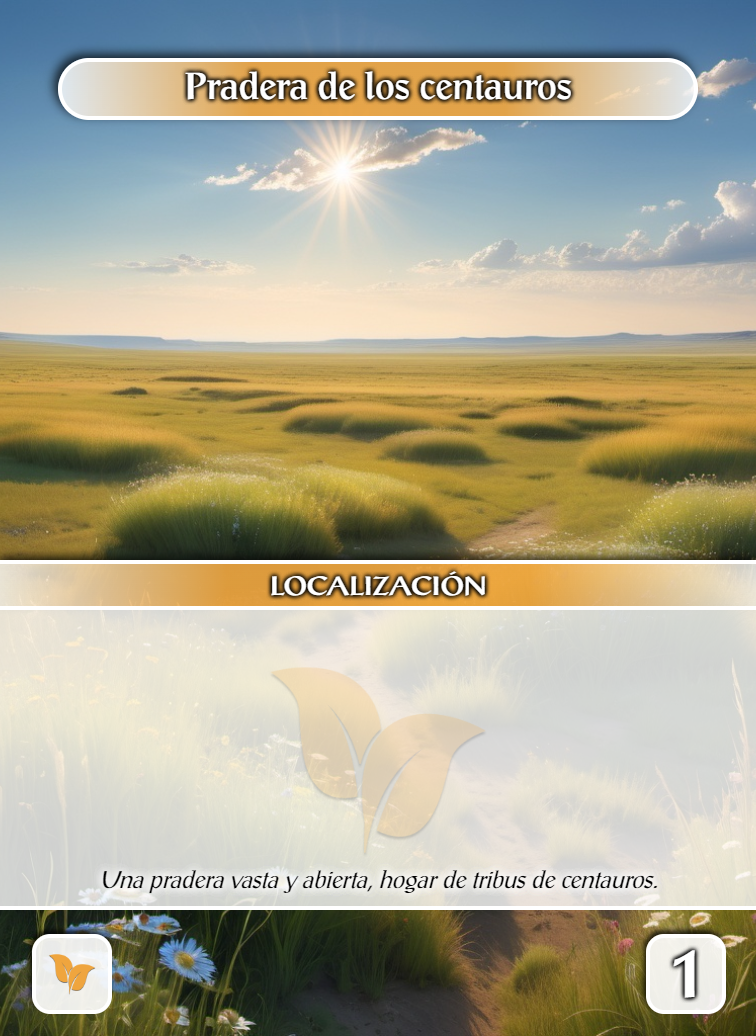 Pradera de los centauros
LOCALIZACIÓN
Una pradera vasta y abierta, hogar de tribus de centauros.
1